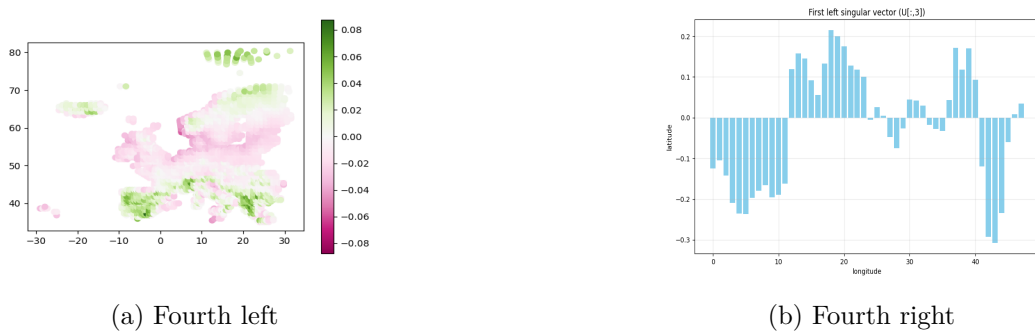 80
70
60
50
40
−30 −20 −10 0 10 20 30
0.08
0.06
0.04
0.02
0.00
−0.02
−0.04
−0.06
−0.08
(a) Fourth left
First left singular vector (U[:,3])
latitude
0.2
0.1
0.0
−0.1
−0.2
−0.3
0 10 20 30 40
longitude
(b) Fourth right